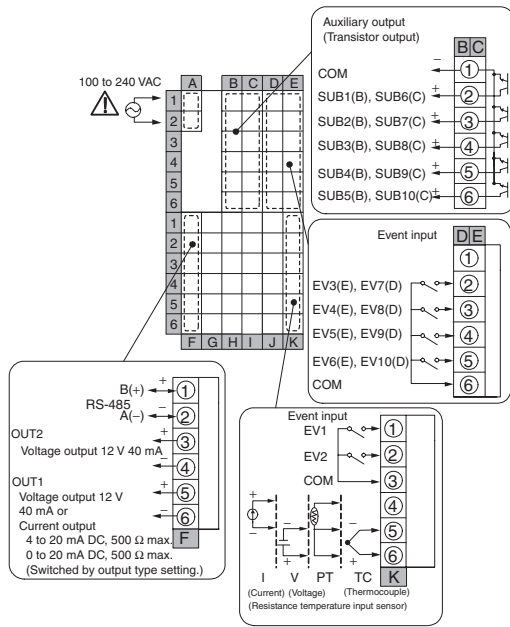 Auxiliary output
(Transistor output)
B C
COM
−
1
SUB1(B), SUB6(C)
+
2
SUB2(B), SUB7(C)
+
3
SUB3(B), SUB8(C)
+
4
SUB4(B), SUB9(C)
+
5
SUB5(B), SUB10(C)
+
6
100 to 240 VAC
A B C D E
1
2
3
4
5
6
1
2
3
4
5
6
F G H I J K
Event input
D E
1
EV3(E), EV7(D)
2
EV4(E), EV8(D)
3
EV5(E), EV9(D)
4
EV6(E), EV10(D)
5
COM
6
B(+)
+
1
RS-485
A(−)
−
2
OUT2
+
3
Voltage output 12 V 40 mA
−
4
OUT1
+
5
Voltage output 12 V
40 mA or
−
6
Current output
4 to 20 mA DC, 500 Ω max.
F
0 to 20 mA DC, 500 Ω max.
(Switched by output type setting.)
Event input
EV1
1
EV2
2
COM
3
4
5
6
+
−
−
+
−
+
I V PT TC
K
(Current) (Voltage) (Thermocouple)
(Resistance temperature input sensor)